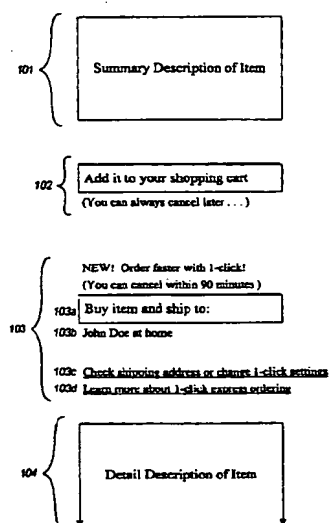 101 Summary Description of Item
102 Add it to your shopping cart
(You can always cancel later . . . )
NEW! Order faster with 1-click!
(You can cancel within 90 minutes )
103a Buy item and ship to:
103 103b John Doe at home
103c Check shipping address or change 1-click settings
103d Learn more about 1-click express ordering
104 Detail Description of Item